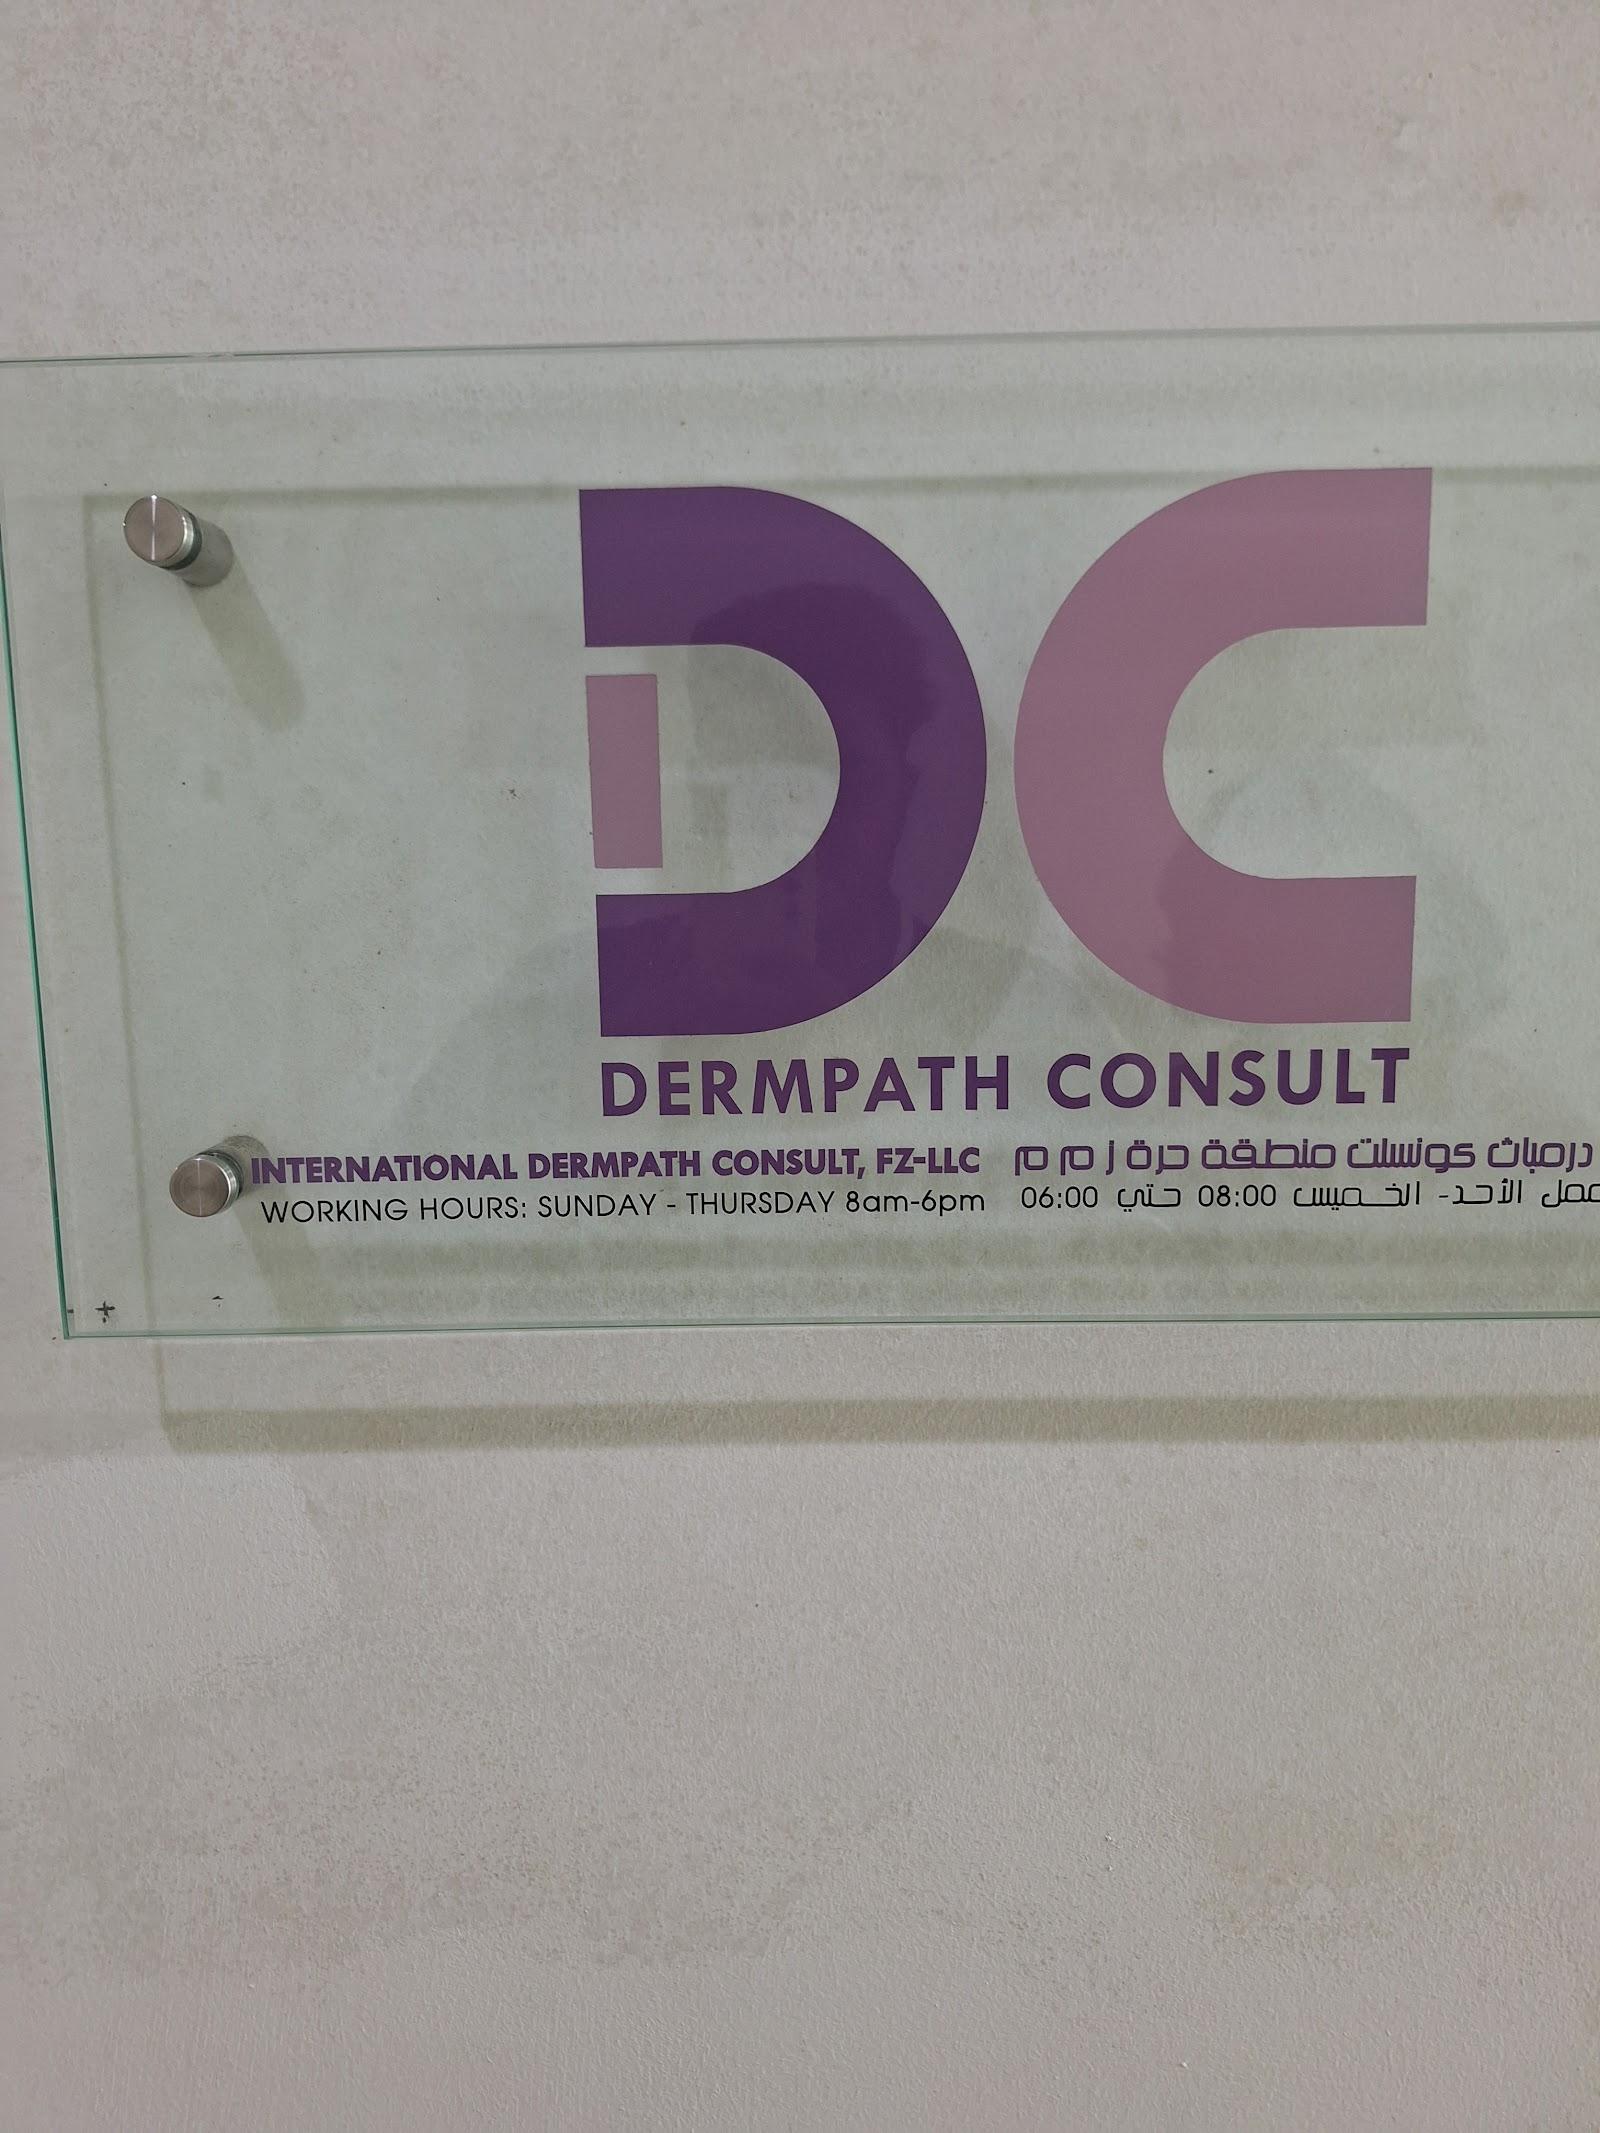 DC
DERMPATH CONSULT
INTERNATIONAL DERMPATH CONSULT, FZ-LLC درمباث كونسلت منطقة حرة ز م م
WORKING HOURS: SUNDAY - THURSDAY 8am-6pm الأحد- الخميس 08:00 حتي 06:00